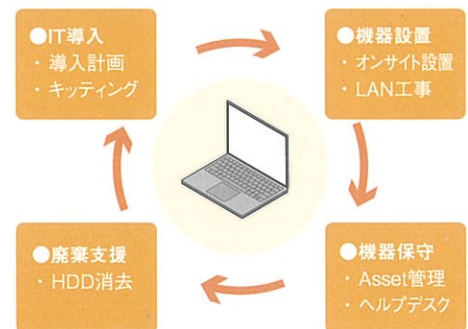 ●IT導入
・導入計画
・キッティング
●機器設置
・オンサイト設置
・LAN工事
●機器保守
・Asset管理
・ヘルプデスク
●廃棄支援
・HDD消去